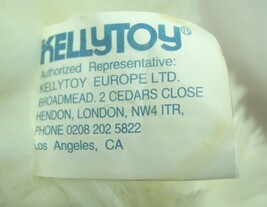 KELLYTOY®
Authorized Representative:
KELLYTOY EUROPE LTD.
BROADMEAD. 2 CEDARS CLOSE
HENDON, LONDON, NW4 ITR,
PHONE 0208 202 5822
Los Angeles, CA